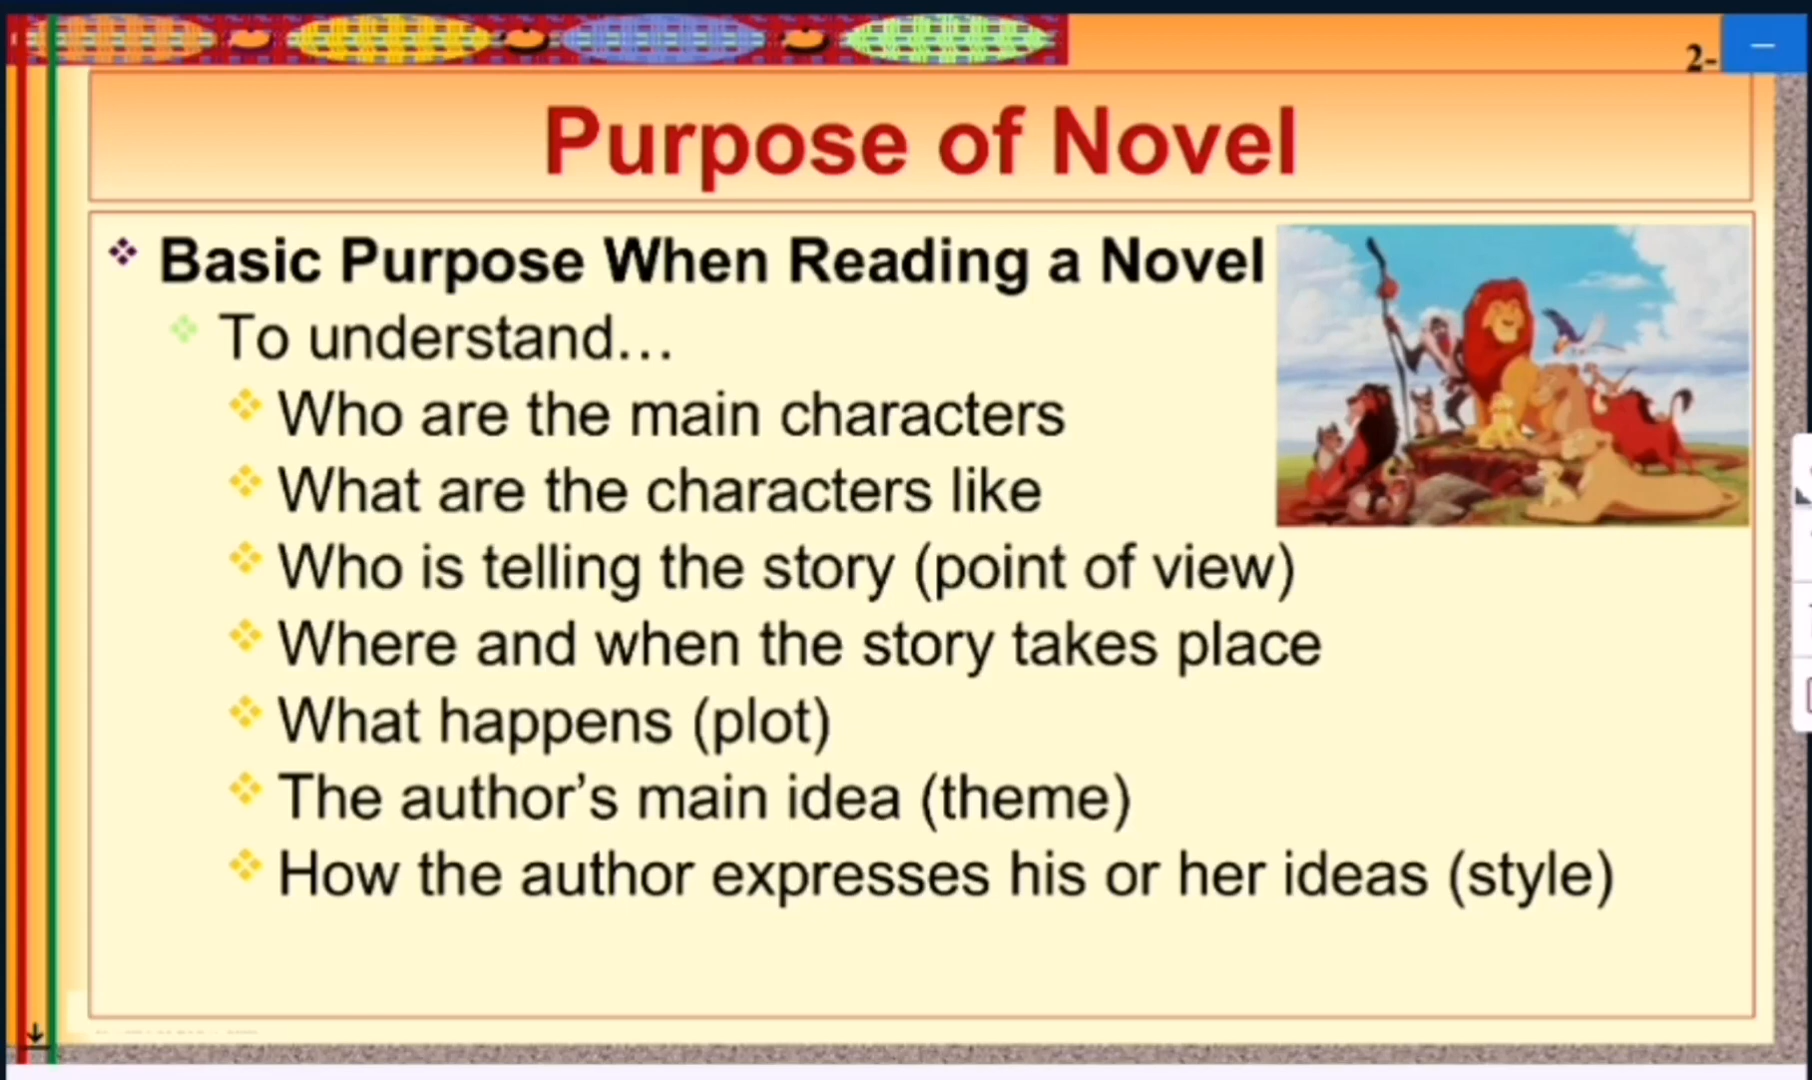 2-
Purpose of Novel
Basic Purpose When Reading a Novel
To understand…
Who are the main characters
What are the characters like
Who is telling the story (point of view)
Where and when the story takes place
What happens (plot)
The author’s main idea (theme)
How the author expresses his or her ideas (style)